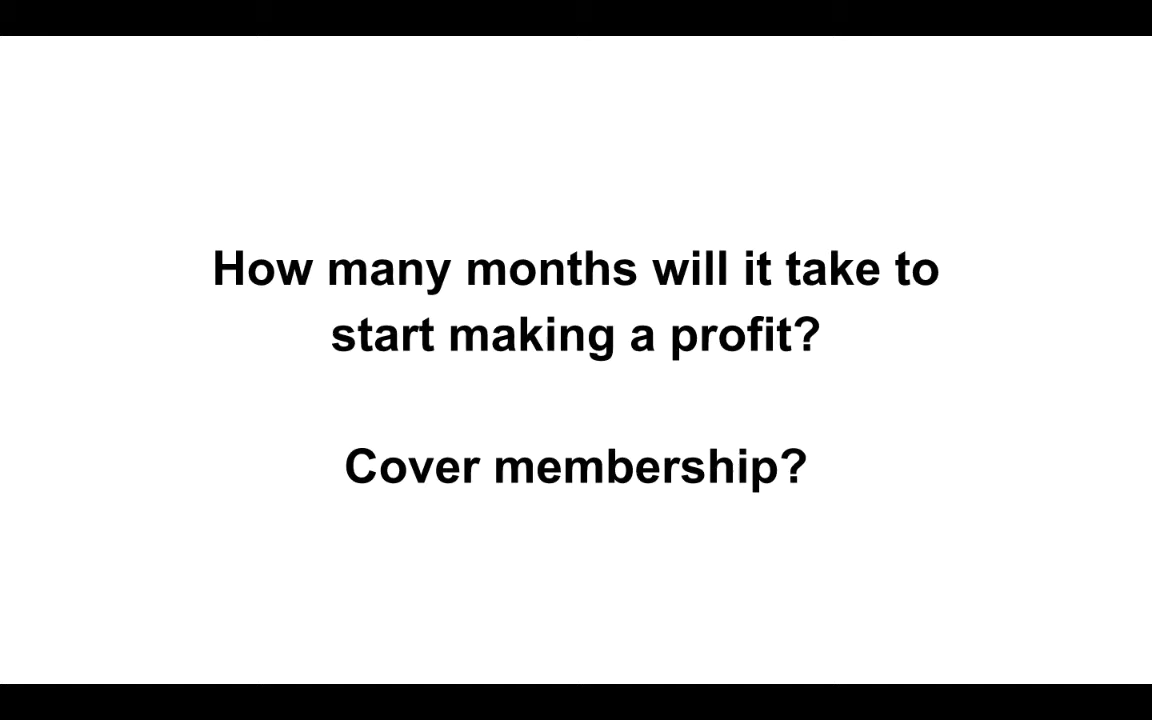 How many months will it take to
start making a profit?
Cover membership?